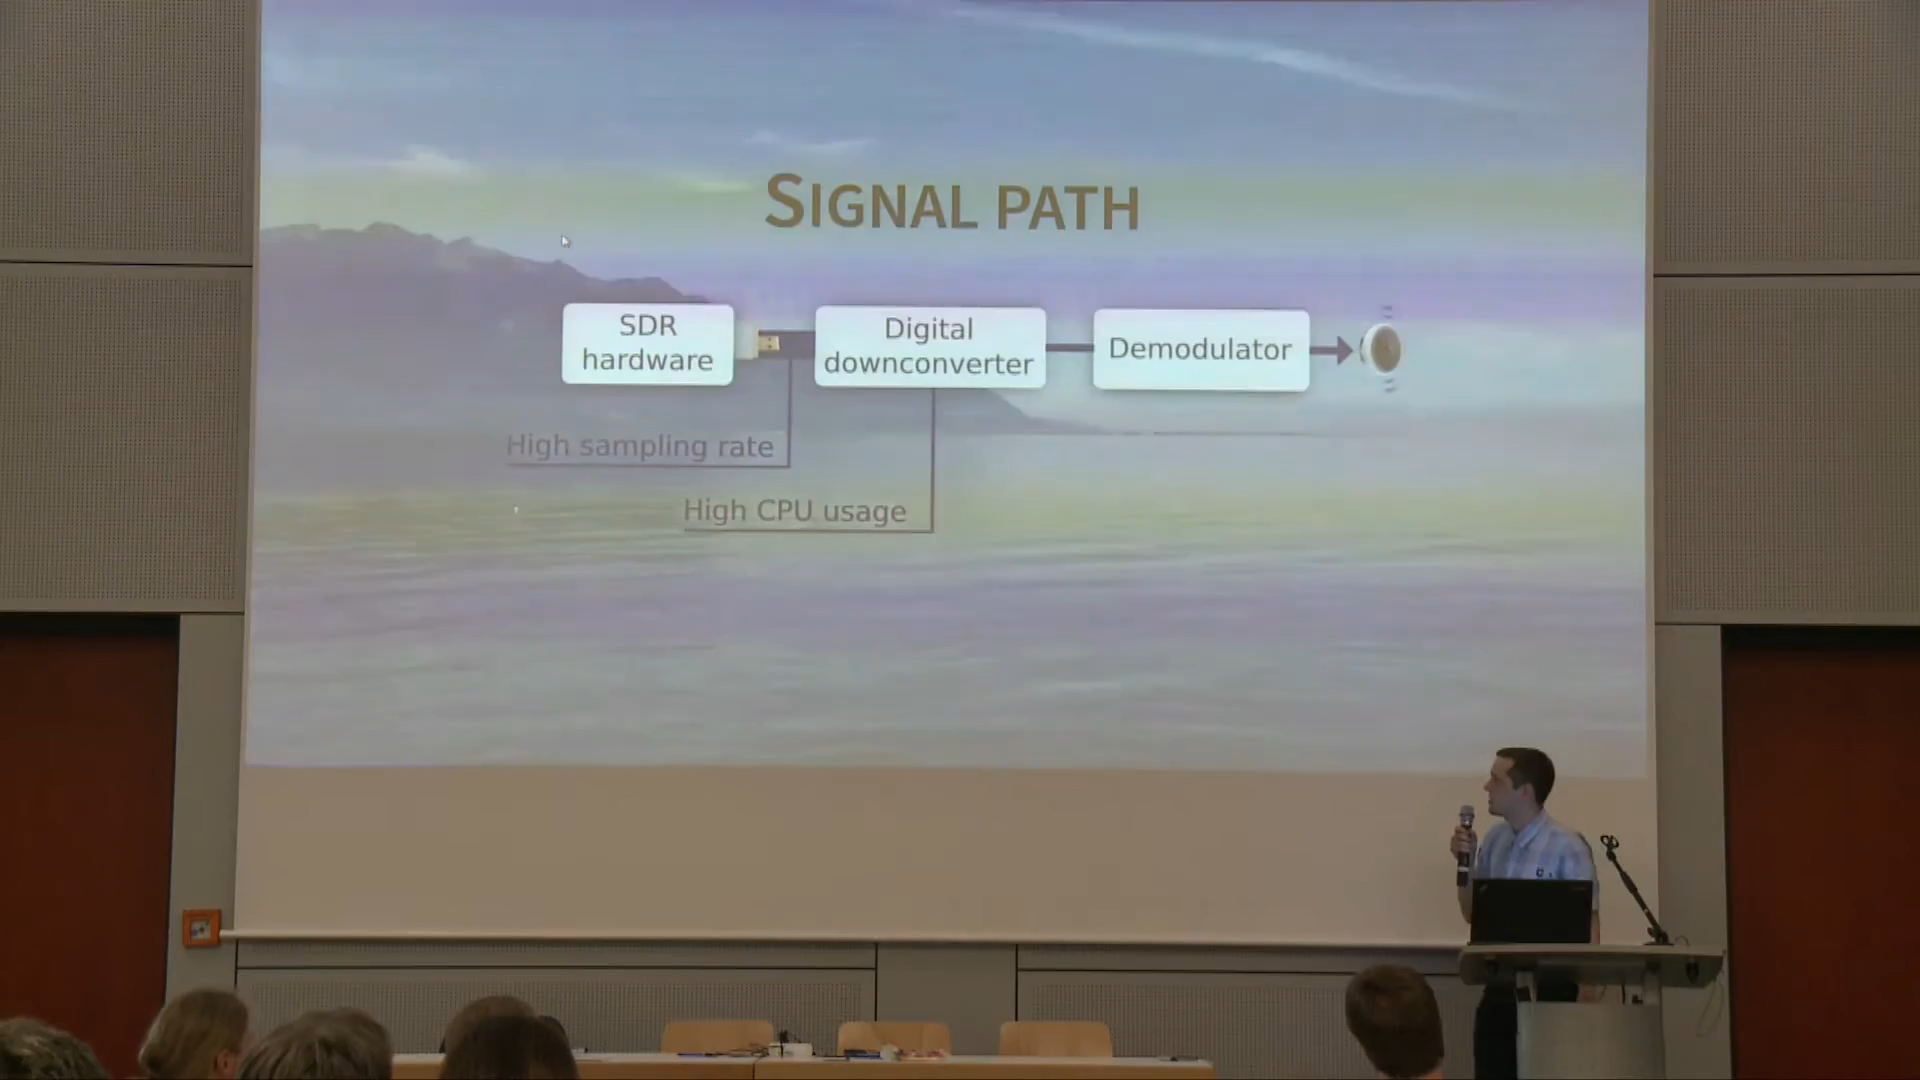 SIGNAL PATH
SDR
hardware
Digital
downconverter
Demodulator
High sampling rate
High CPU usage